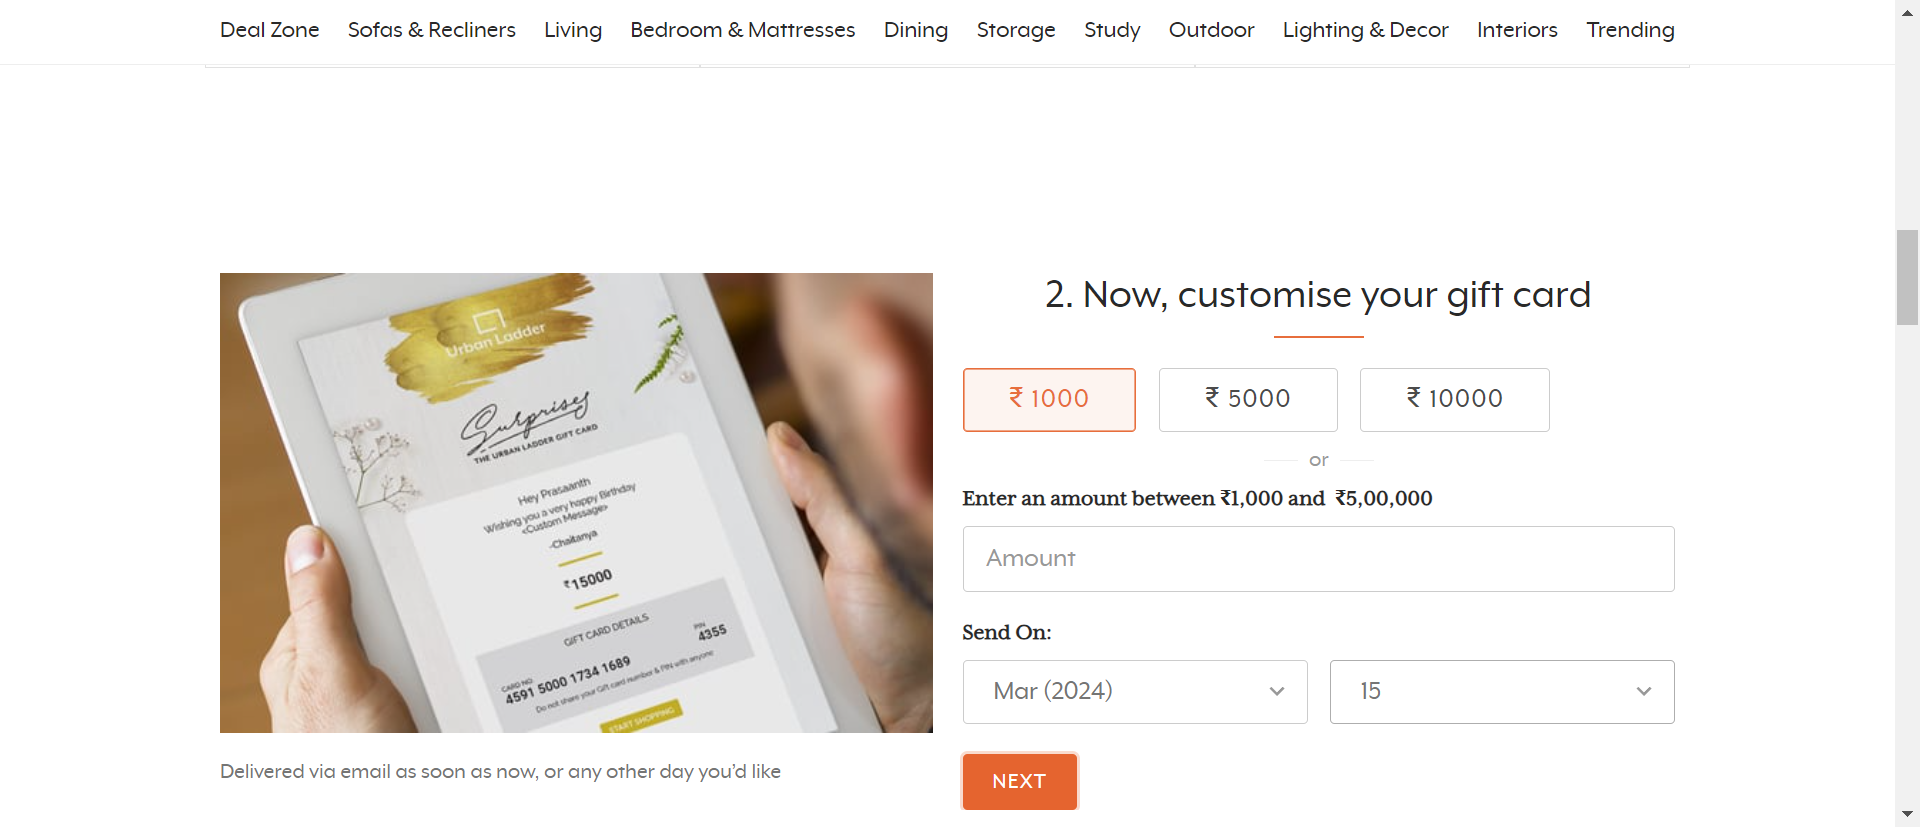 Deal Zone Sofas & Recliners Living Bedroom & Mattresses Dining Storage Study Outdoor Lighting & Decor Interiors Trending
Urban Ladder
Surprises
THE URBAN LADDER GIFT CARD
Hey Prasaanth
Wishing you a very happy Birthday
<Custom Message>
-Chaitanya
₹15000
GIFT CARD DETAILS
CARD NO.
4591 5000 1734 1689
PIN
4355
Do not share your Gift card number & PIN with anyone
START SHOPPING
Delivered via email as soon as now, or any other day you’d like
2. Now, customise your gift card
₹ 1000 ₹ 5000 ₹ 10000
or
Enter an amount between ₹1,000 and ₹5,00,000
Amount
Send On:
Mar (2024) 15
NEXT